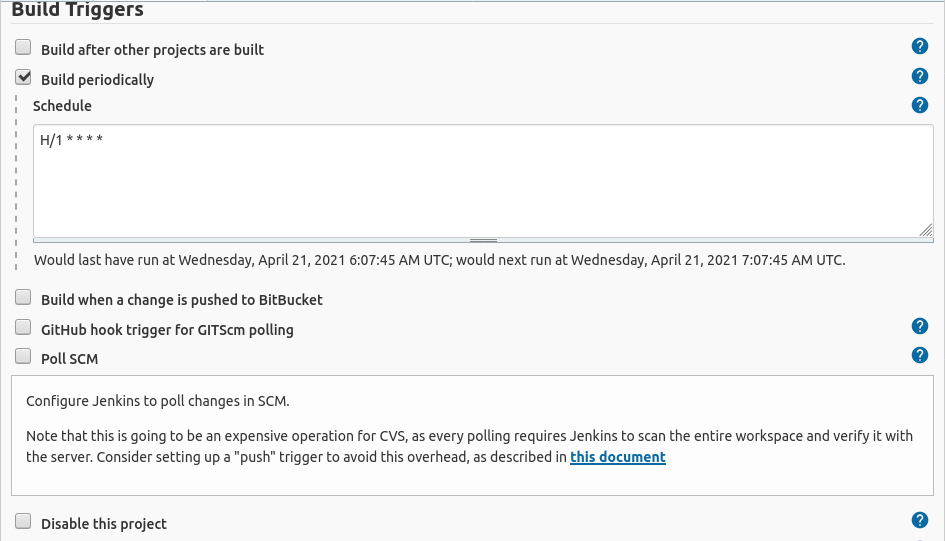 Build Triggers
Build after other projects are built
?
Build periodically
?
Schedule
?
H/1 * * * *
Would last have run at Wednesday, April 21, 2021 6:07:45 AM UTC; would next run at Wednesday, April 21, 2021 7:07:45 AM UTC.
Build when a change is pushed to BitBucket
GitHub hook trigger for GITScm polling
?
Poll SCM
?
Configure Jenkins to poll changes in SCM.
Note that this is going to be an expensive operation for CVS, as every polling requires Jenkins to scan the entire workspace and verify it with
the server. Consider setting up a "push" trigger to avoid this overhead, as described in this document
Disable this project
?